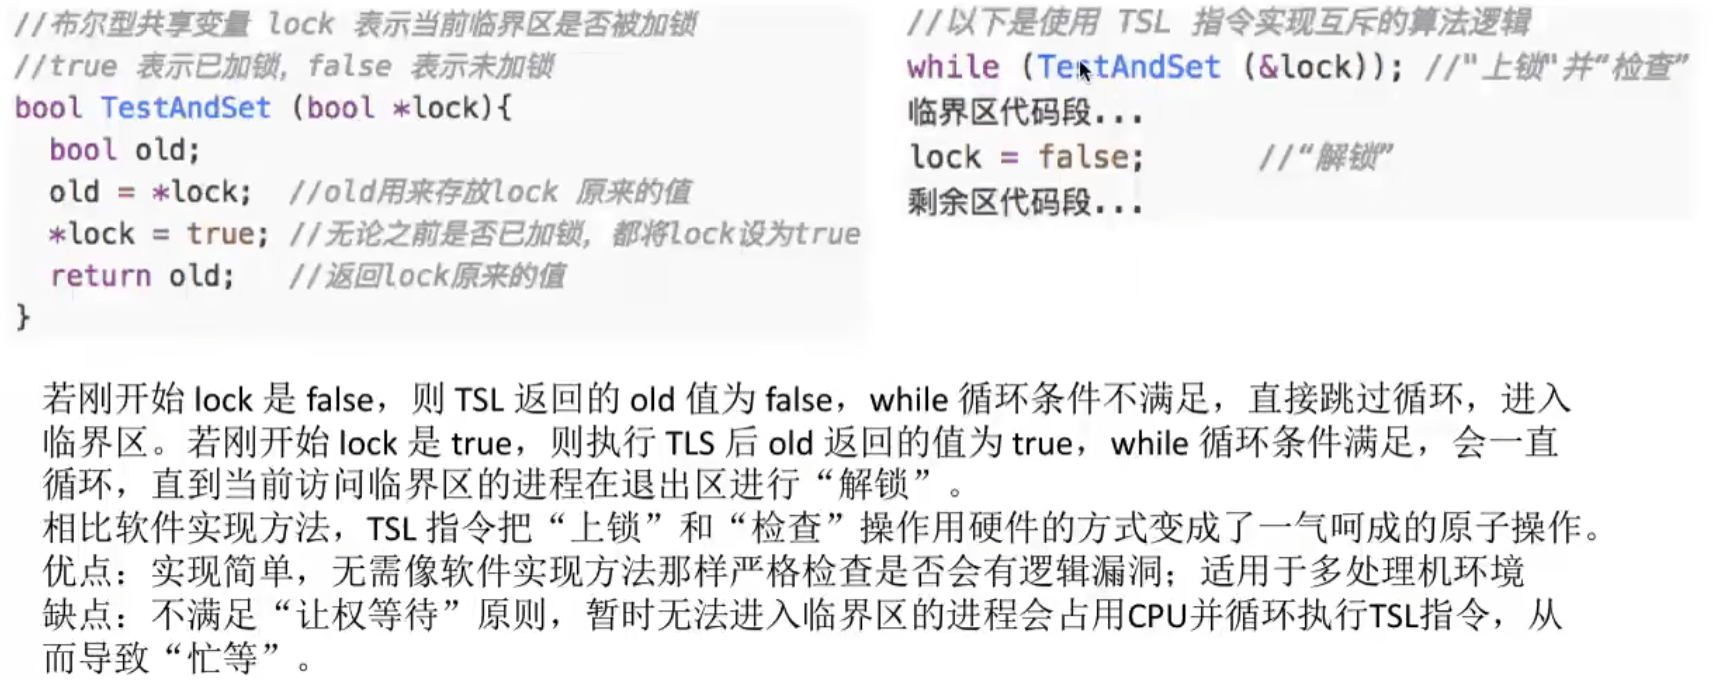 //布尔型共享变量 lock 表示当前临界区是否被加锁
//true 表示已加锁，false 表示未加锁
bool TestAndSet (bool *lock){
bool old;
old = *lock; //old用来存放lock 原来的值
*lock = true; //无论之前是否已加锁，都将lock设为true
return old; //返回lock原来的值
}
//以下是使用 TSL 指令实现互斥的算法逻辑
while (TestAndSet (&lock)); //"上锁"并“检查”
临界区代码段...
lock = false; //“解锁”
剩余区代码段...
若刚开始 lock 是 false，则 TSL 返回的 old 值为 false，while 循环条件不满足，直接跳过循环，进入
临界区。若刚开始 lock 是 true，则执行 TLS 后 old 返回的值为 true，while 循环条件满足，会一直
循环，直到当前访问临界区的进程在退出区进行“解锁”。
相比软件实现方法，TSL 指令把“上锁”和“检查”操作用硬件的方式变成了一气呵成的原子操作。
优点：实现简单，无需像软件实现方法那样严格检查是否会有逻辑漏洞；适用于多处理机环境
缺点：不满足“让权等待”原则，暂时无法进入临界区的进程会占用CPU并循环执行TSL指令，从
而导致“忙等”。